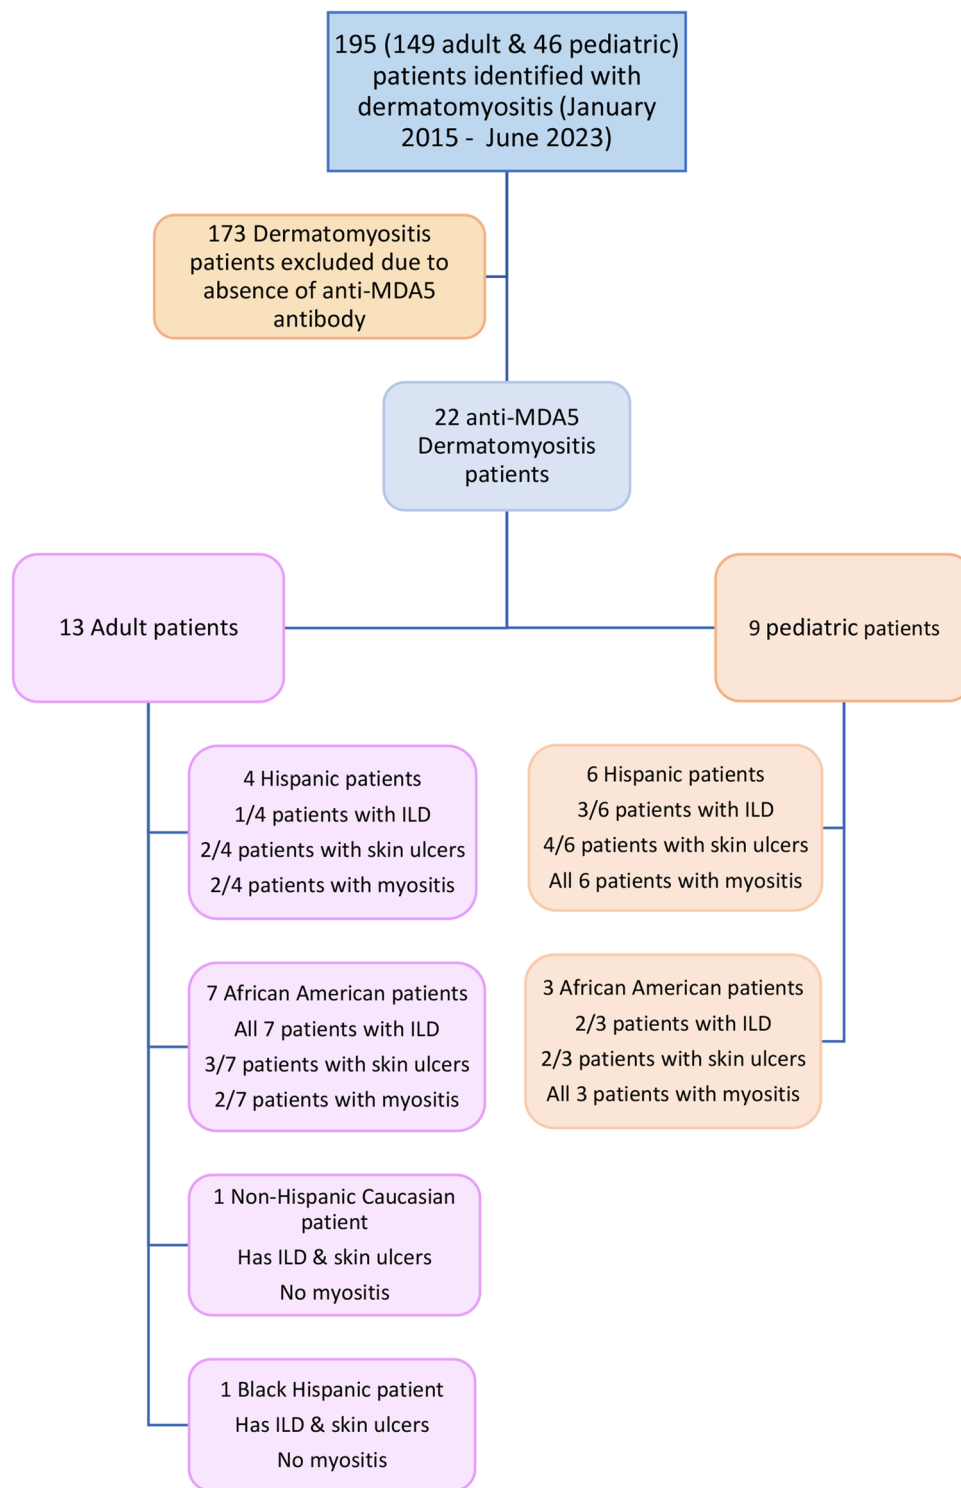 195 (149 adult & 46 pediatric)
patients identified with
dermatomyositis (January
2015 - June 2023)
173 Dermatomyositis
patients excluded due to
absence of anti-MDA5
antibody
22 anti-MDA5
Dermatomyositis
patients
13 Adult patients
9 pediatric patients
4 Hispanic patients
1/4 patients with ILD
2/4 patients with skin ulcers
2/4 patients with myositis
6 Hispanic patients
3/6 patients with ILD
4/6 patients with skin ulcers
All 6 patients with myositis
7 African American patients
All 7 patients with ILD
3/7 patients with skin ulcers
2/7 patients with myositis
3 African American patients
2/3 patients with ILD
2/3 patients with skin ulcers
All 3 patients with myositis
1 Non-Hispanic Caucasian
patient
Has ILD & skin ulcers
No myositis
1 Black Hispanic patient
Has ILD & skin ulcers
No myositis